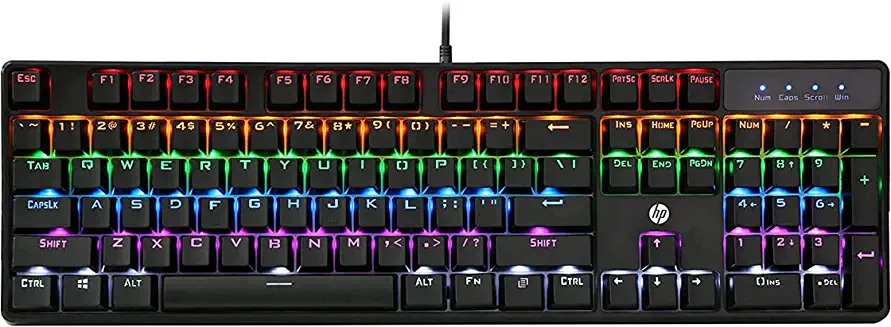 Esc F1 F2 F3 F4 F5 F6 F7 F8 F9 F10 F11 F12 PrtSc ScrLk Pause
Num Caps Scroll Win
` ~ 1 ! 2 @ 3 # 4 $ 5 % 6 ^ 7 & 8 * 9 ( 0 ) - _ = + ← Ins Home PgUp Num / * -
Tab Q W E R T Y U I O P [ { ] } \ | Del End PgDn 7 8 ↑ 9 +
CapsLk A S D F G H J K L ; : ' " ← hp 4 ← 5 6 →
Shift Z X C V B N M , < . > / ? Shift ↑ 1 2 ↓ 3 ←
Ctrl Alt Alt Fn Ctrl ← ↓ → 0 Ins . Del